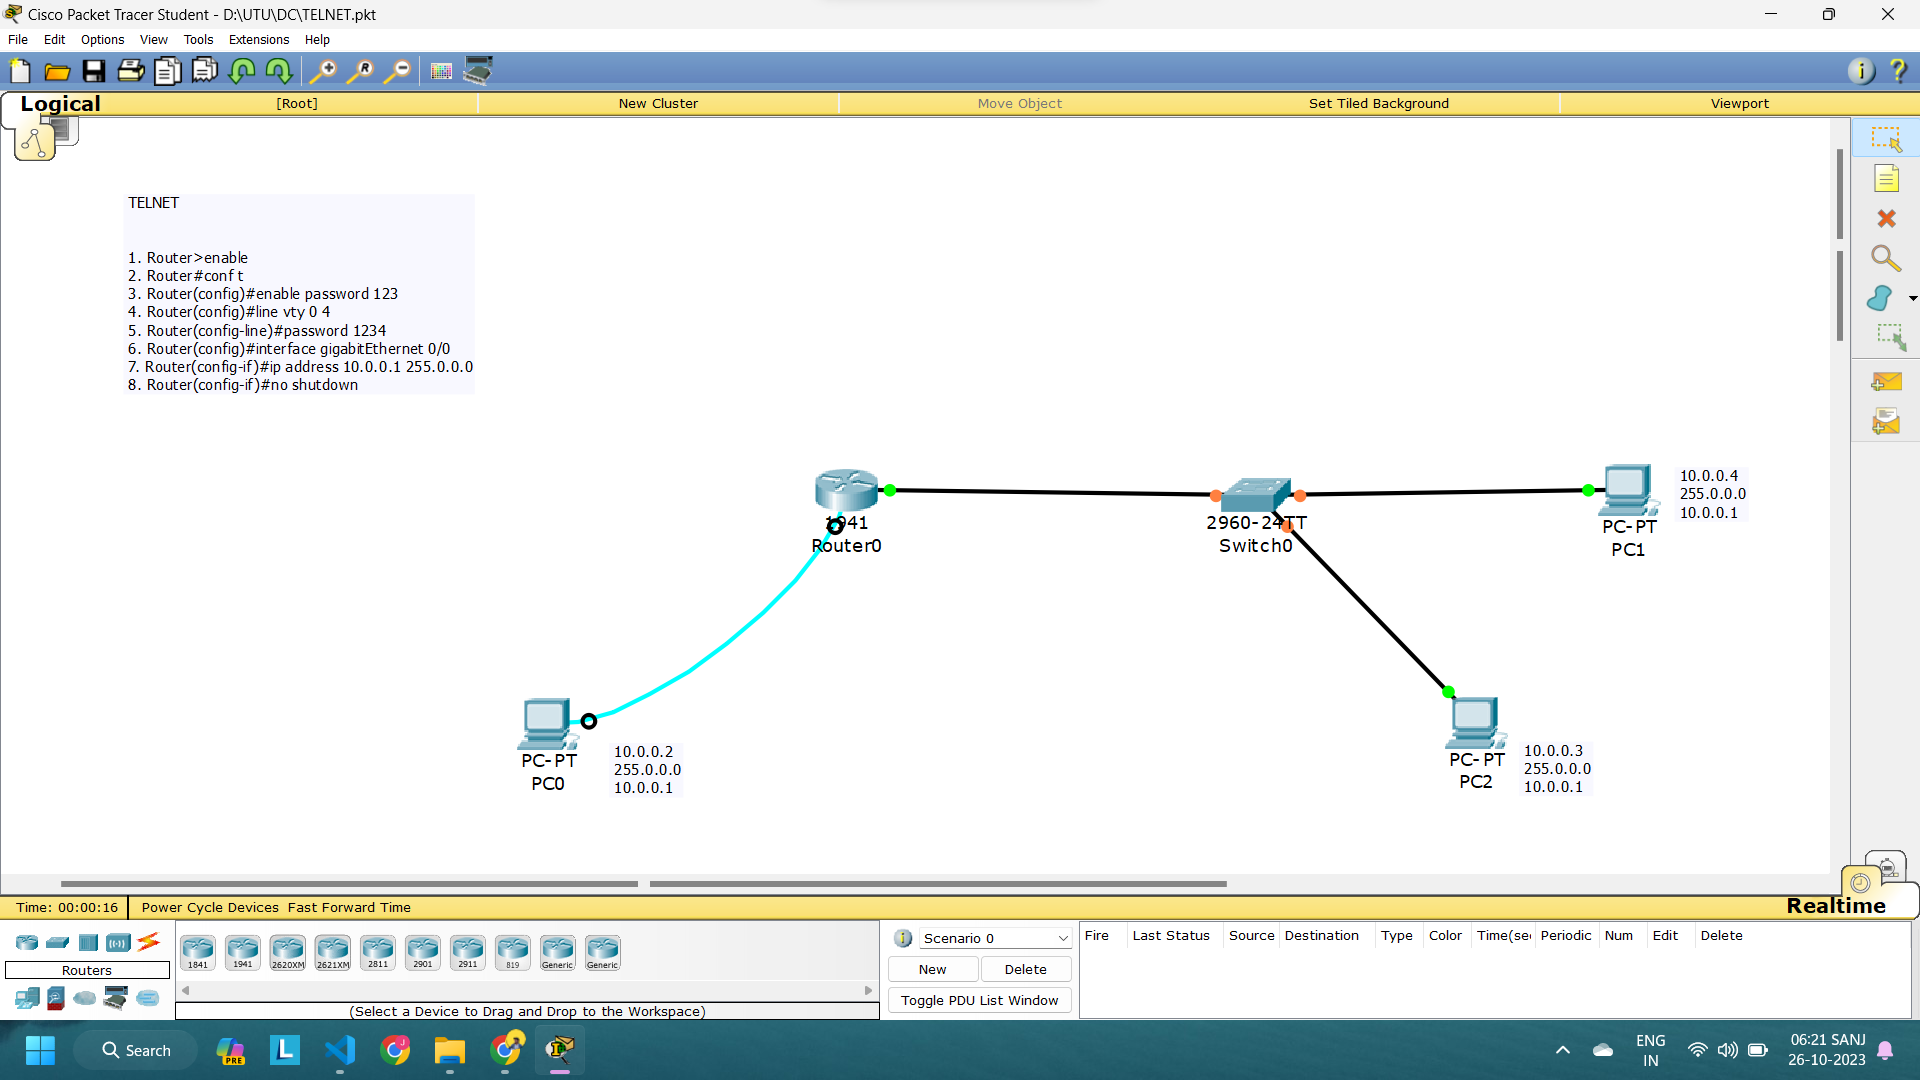 Cisco Packet Tracer Student - D:\UTU\DC\TELNET.pkt
File Edit Options View Tools Extensions Help
Logical [Root] New Cluster Move Object Set Tiled Background Viewport
TELNET
1. Router>enable
2. Router#conf t
3. Router(config)#enable password 123
4. Router(config)#line vty 0 4
5. Router(config-line)#password 1234
6. Router(config)#interface gigabitEthernet 0/0
7. Router(config-if)#ip address 10.0.0.1 255.0.0.0
8. Router(config-if)#no shutdown
1941
Router0
2960-24TT
Switch0
PC-PT
PC1
10.0.0.4
255.0.0.0
10.0.0.1
PC-PT
PC0
10.0.0.2
255.0.0.0
10.0.0.1
PC-PT
PC2
10.0.0.3
255.0.0.0
10.0.0.1
Time: 00:00:16 Power Cycle Devices Fast Forward Time Realtime
Routers
1841 1941 2620XM 2621XM 2811 2901 2911 819 Generic Generic
(Select a Device to Drag and Drop to the Workspace)
Scenario 0
New Delete
Toggle PDU List Window
Fire Last Status Source Destination Type Color Time(sec Periodic Num Edit Delete
Search
PRE
L
ENG
IN
06:21 SANJ
26-10-2023